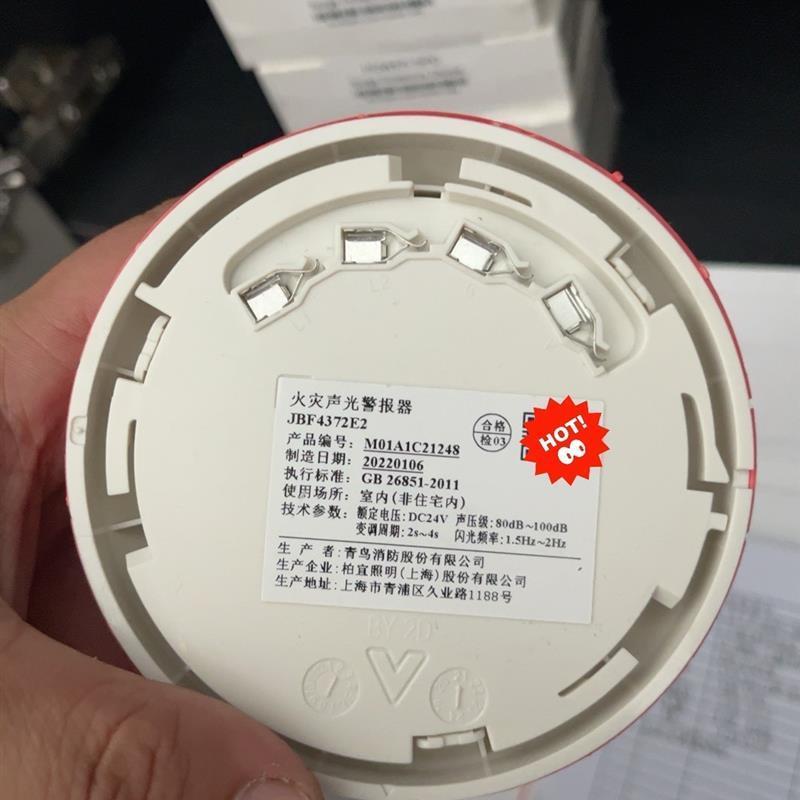 L1
L2
G
火灾声光警报器
JBF4372E2
合格
检03
HOT!
产品编号: M01A1C21248
制造日期: 20220106
执行标准: GB 26851-2011
使用场所: 室内(非住宅内)
技术参数: 额定电压:DC24V 声压级:80dB~100dB
变调周期:2s~4s 闪光频率:1.5Hz~2Hz
生 产 者:青鸟消防股份有限公司
生产企业:柏宜照明(上海)股份有限公司
生产地址:上海市青浦区久业路1188号
BY 2D